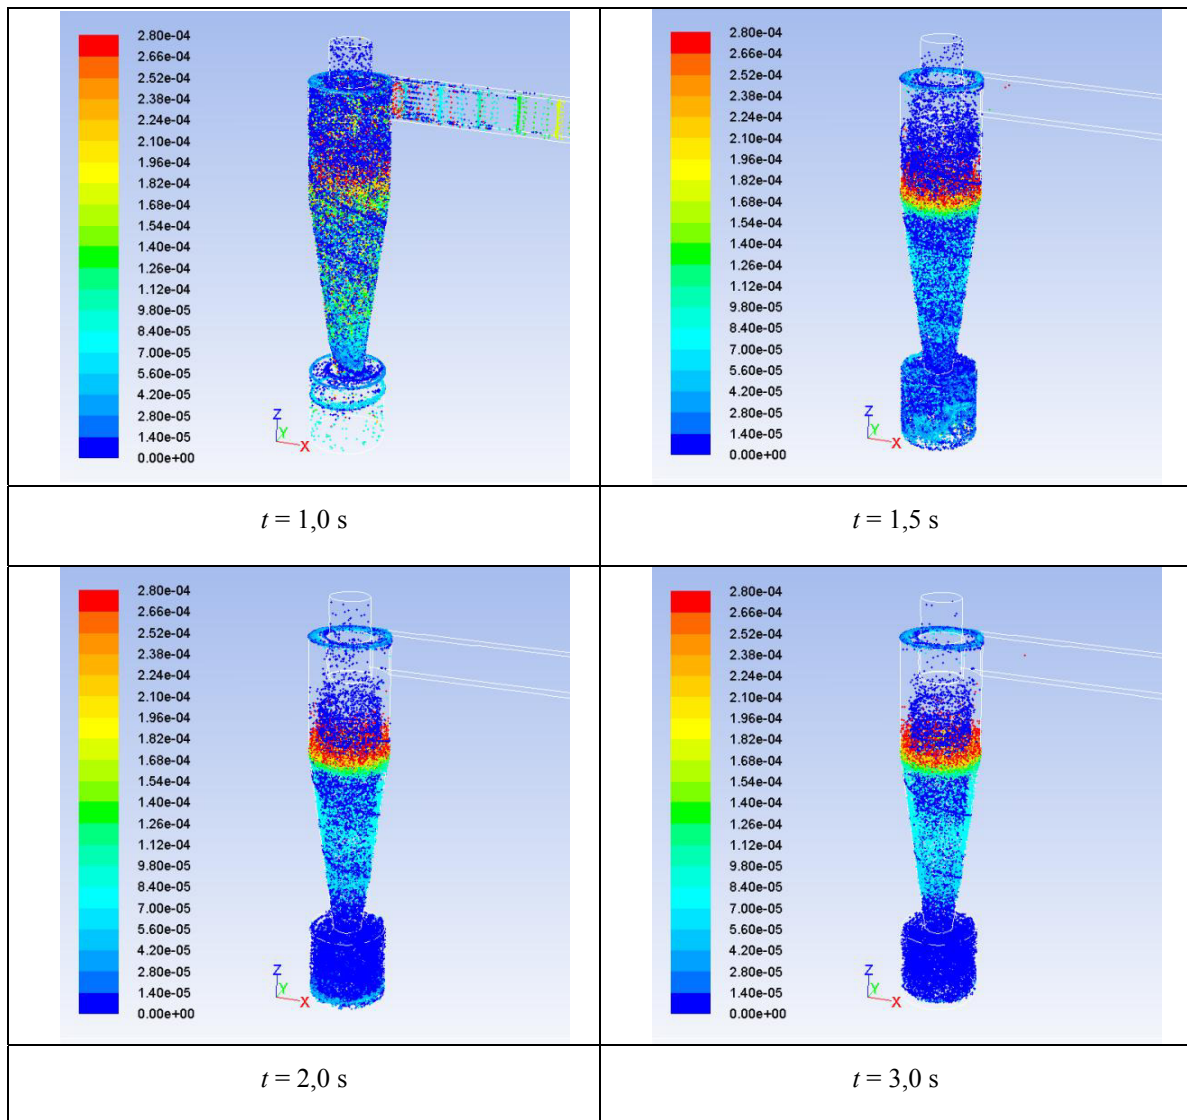 2.80e-04
2.66e-04
2.52e-04
2.38e-04
2.24e-04
2.10e-04
1.96e-04
1.82e-04
1.68e-04
1.54e-04
1.40e-04
1.26e-04
1.12e-04
9.80e-05
8.40e-05
7.00e-05
5.60e-05
4.20e-05
2.80e-05
1.40e-05
0.00e+00
Z
Y
X
2.80e-04
2.66e-04
2.52e-04
2.38e-04
2.24e-04
2.10e-04
1.96e-04
1.82e-04
1.68e-04
1.54e-04
1.40e-04
1.26e-04
1.12e-04
9.80e-05
8.40e-05
7.00e-05
5.60e-05
4.20e-05
2.80e-05
1.40e-05
0.00e+00
Z
Y
X
t = 1,0 s
t = 1,5 s
2.80e-04
2.66e-04
2.52e-04
2.38e-04
2.24e-04
2.10e-04
1.96e-04
1.82e-04
1.68e-04
1.54e-04
1.40e-04
1.26e-04
1.12e-04
9.80e-05
8.40e-05
7.00e-05
5.60e-05
4.20e-05
2.80e-05
1.40e-05
0.00e+00
Z
Y
X
2.80e-04
2.66e-04
2.52e-04
2.38e-04
2.24e-04
2.10e-04
1.96e-04
1.82e-04
1.68e-04
1.54e-04
1.40e-04
1.26e-04
1.12e-04
9.80e-05
8.40e-05
7.00e-05
5.60e-05
4.20e-05
2.80e-05
1.40e-05
0.00e+00
Z
Y
X
t = 2,0 s
t = 3,0 s